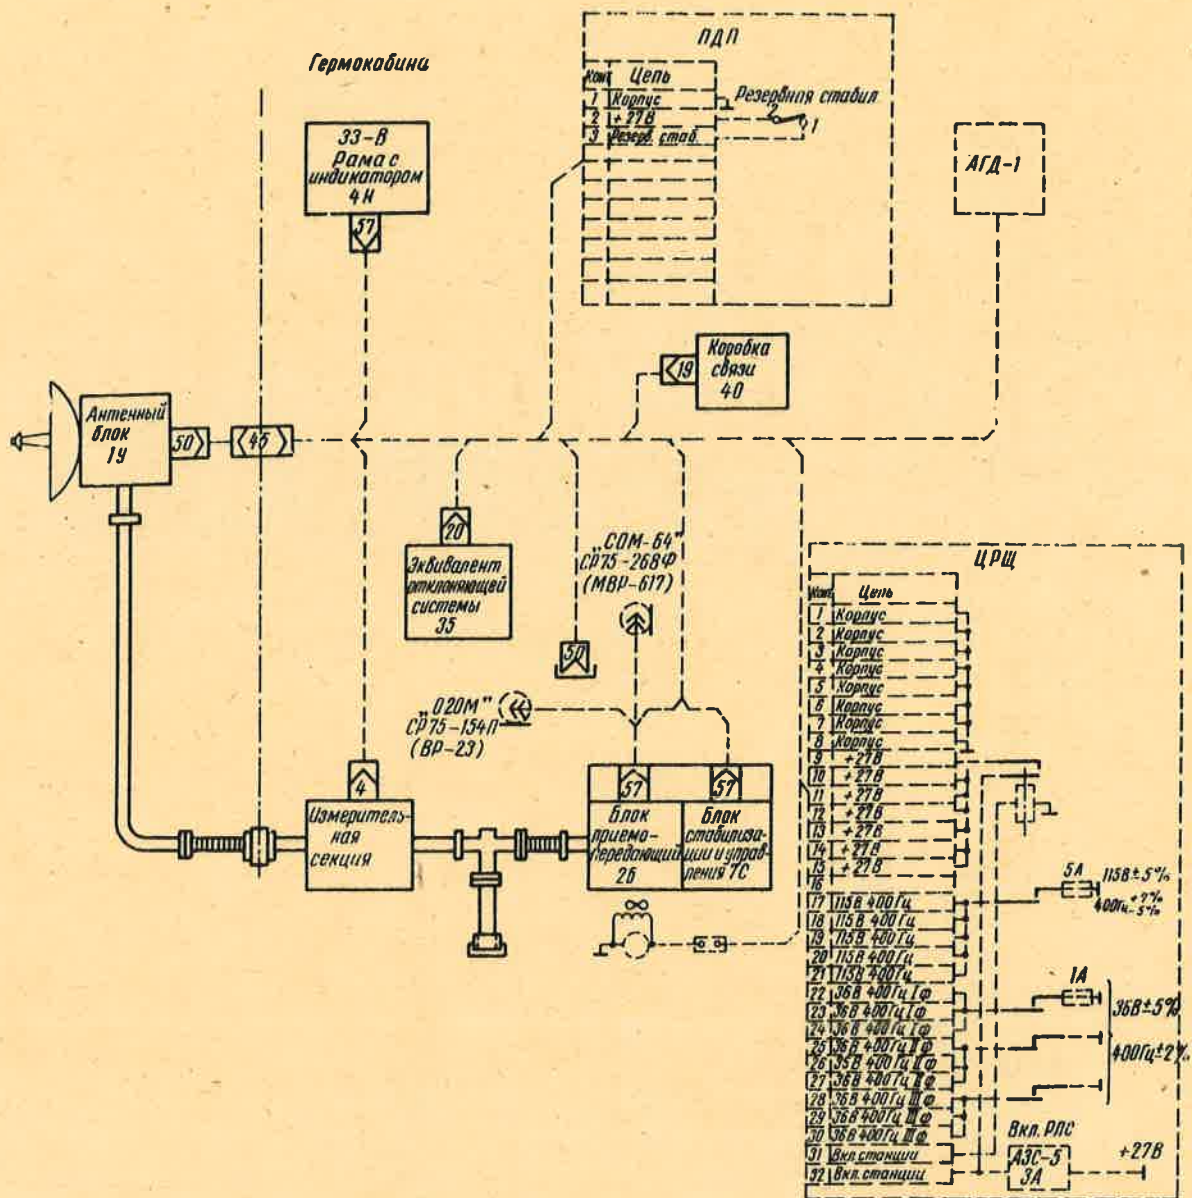 Гермокабина
33-В
Рама с
индикатором
4Н
57
ПДП
Конт Цепь
1 Корпус
2 +27В
3 Резерв. стаб.
Резервная стабил
2
1
АГД-1
19
Коробка
связи
40
Антенный
блок
1У
50
45
20
Эквивалент
отклоняющей
системы
35
„СОМ-64"
СР75-268Ф
(МВР-617)
50
„020М"
СР75-154П
(ВР-23)
4
Измеритель-
ная
секция
57
57
Блок
приемо-
передающий
2б
Блок
стабилиза-
ции и управ-
ления 7С
ЦРЩ
Конт Цепь
1 Корпус
2 Корпус
3 Корпус
4 Корпус
5 Корпус
6 Корпус
7 Корпус
8 Корпус
9 +27В
10 +27В
11 +27В
12 +27В
13 +27В
14 +27В
15 +27В
16
17 115В 400Гц
18 115В 400Гц
19 115В 400Гц
20 115В 400Гц
21 115В 400Гц
22 36В 400Гц I ф
23 36В 400Гц I ф
24 36В 400Гц I ф
25 36В 400Гц II ф
26 36В 400Гц II ф
27 36В 400Гц II ф
28 36В 400Гц III ф
29 36В 400Гц III ф
30 36В 400Гц III ф
31 Вкл. станции
32 Вкл. станции
5А
115В±5%
400Гц +7% -5%
1А
36В±5%
400Гц±2%
Вкл. РПС
АЗС-5
3А
+27В